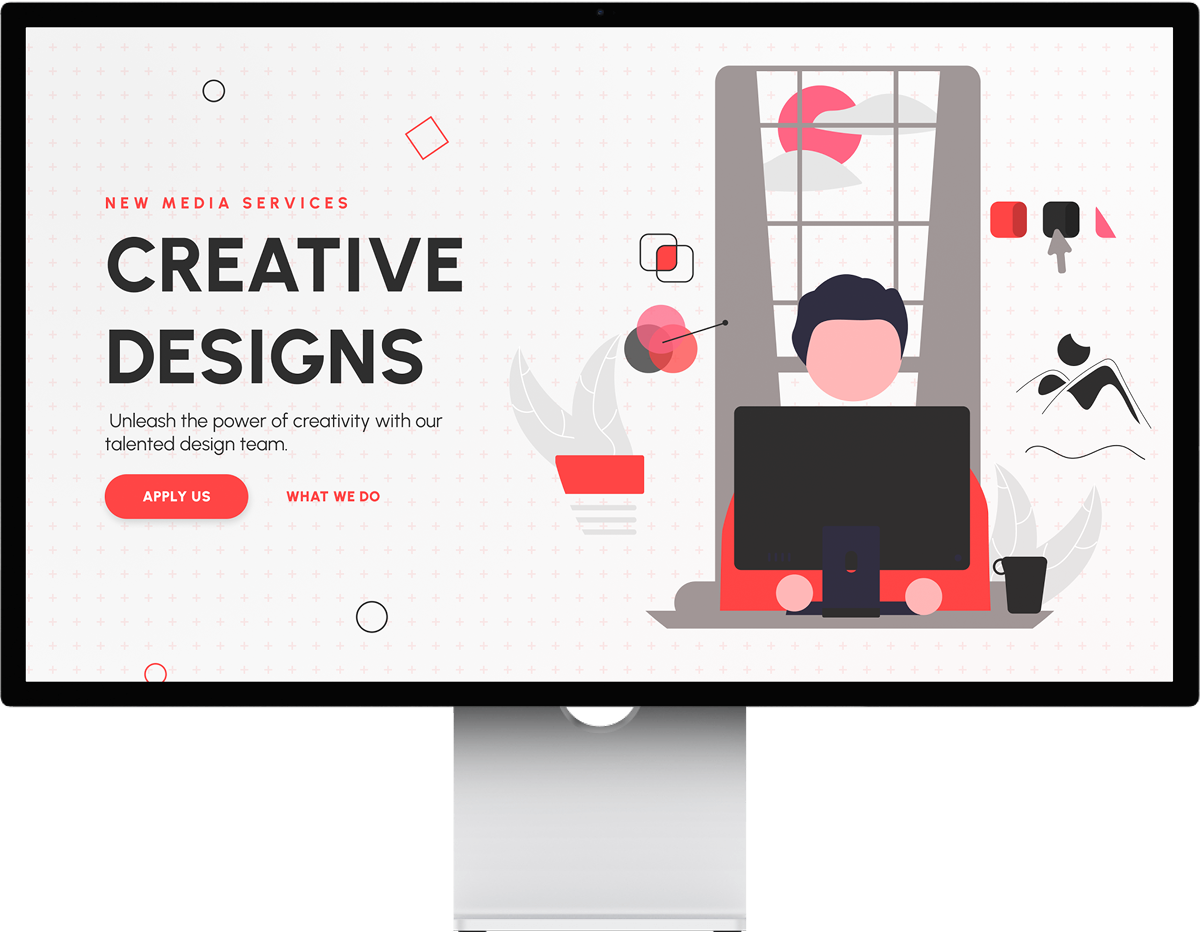 NEW MEDIA SERVICES
CREATIVE
DESIGNS
Unleash the power of creativity with our
talented design team.
APPLY US
WHAT WE DO